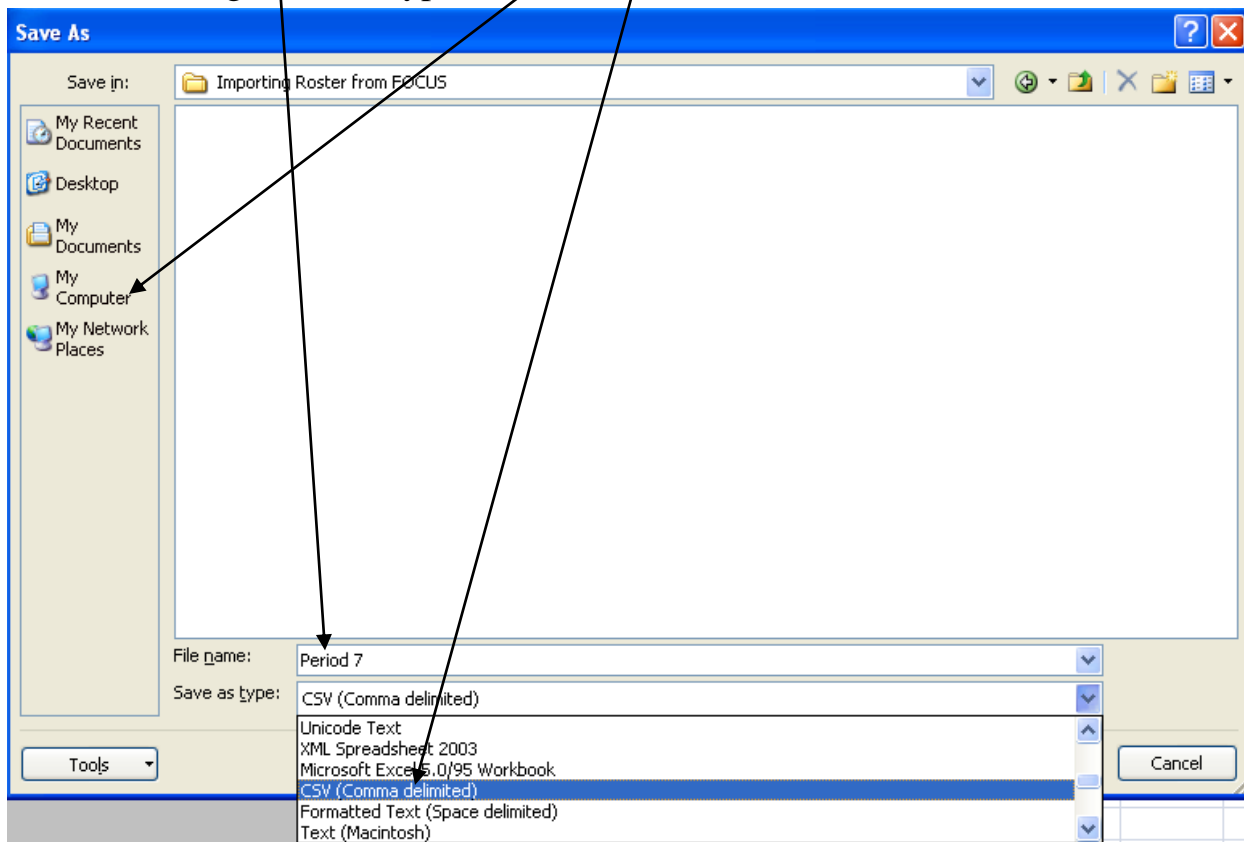 Save As
Save in:
Importing Roster from FOCUS
My Recent
Documents
Desktop
My
Documents
My
Computer
My Network
Places
File name:
Period 7
Save as type:
CSV (Comma delimited)
Unicode Text
XML Spreadsheet 2003
Microsoft Excel 5.0/95 Workbook
CSV (Comma delimited)
Formatted Text (Space delimited)
Text (Macintosh)
Tools
Cancel